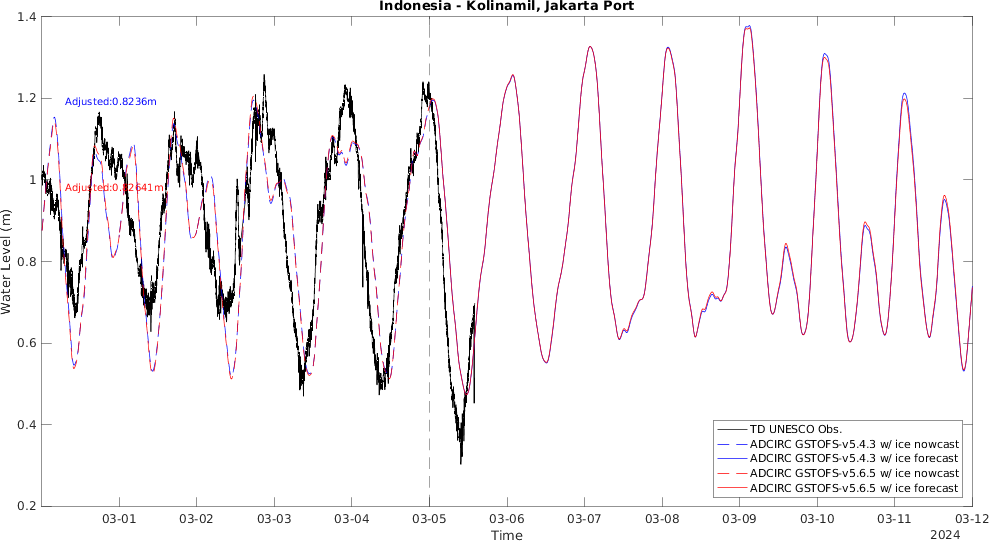 Indonesia - Kolinamil, Jakarta Port
Water Level (m)
1.4
1.2
1
0.8
0.6
0.4
0.2
Adjusted:0.8236m
Adjusted:0.82641m
TD UNESCO Obs.
ADCIRC GSTOFS-v5.4.3 w/ ice nowcast
ADCIRC GSTOFS-v5.4.3 w/ ice forecast
ADCIRC GSTOFS-v5.6.5 w/ ice nowcast
ADCIRC GSTOFS-v5.6.5 w/ ice forecast
03-01 03-02 03-03 03-04 03-05 03-06 03-07 03-08 03-09 03-10 03-11 03-12
Time
2024